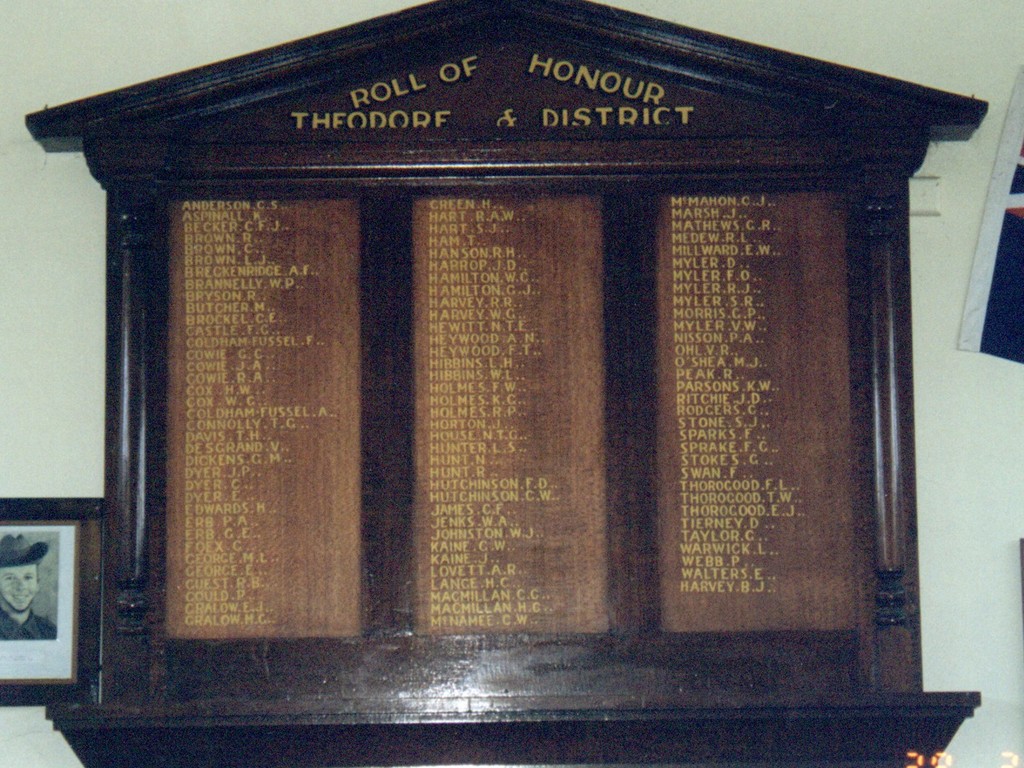 ROLL OF HONOUR
THEODORE & DISTRICT
ANDERSON.C.S..
ASPINALL.K..
BECKER.C.F.J..
BROWN.R..
BROWN.C..
BROWN.L.J..
BRECKENRIDGE.A.F..
BRANNELLY.W.P..
BRYSON.R..
BUTCHER.M..
BROCKEL.C.E.
CASTLE.F.G..
COLDHAM-FUSSEL.F..
COWIE.G.C..
COWIE.J.A..
COWIE.R.A..
COX.H.W..
COX.W.G..
COLDHAM-FUSSEL.A..
CONNOLLY.T.G..
DAVIS.T.H..
DESGRAND.V..
DICKENS.G.M..
DYER.J.P..
DYER.C..
DYER.E..
EDWARDS.H..
ERB.P.A..
ERB.G.E..
FOEX.C..
GEORGE.M.L..
GEORGE.E..
GUEST.R.B..
GOULD.P..
GRALOW.E.J..
GRALOW.H.G..
GREEN.H..
HART.R.A.W..
HART.S.J..
HAM.T..
HANSON.R.H.
HARROP.J.D..
HAMILTON.W.G..
HAMILTON.G.J..
HARVEY.R.R..
HARVEY.W.G..
HEWITT.N.T.E.
HEYWOOD.A.N..
HEYWOOD.F.T..
HIBBINS.L.H..
HIBBINS.W.L..
HOLMES.F.W..
HOLMES.K.G..
HOLMES.R.P..
HORTON.J..
HOUSE.N.T.G..
HUNTER.L.S..
HUNT.N..
HUNT.R..
HUTCHINSON.F.D..
HUTCHINSON.C.W..
JAMES.C.F.
JENKS.W.A..
JOHNSTON.W.J..
KAINE.G.W..
KAINE.J..
LOVETT.A.R..
LANGE.H.C..
MACMILLAN.C.G..
MACMILLAN.H.G..
McNAMEE.C.W..
McMAHON.C.J..
MARSH.J..
MATHEWS.G.R..
MEDEW.R.L..
MILLWARD.E.W..
MYLER.D..
MYLER.F.O..
MYLER.R.J..
MYLER.S.R..
MORRIS.G.P..
MYLER.V.W..
NISSON.P.A..
OHL.V.R..
O'SHEA.M.J..
PEAK.R..
PARSONS.K.W..
RITCHIE.J.D..
RODGERS.G..
STONE.S.J..
SPARKS.F..
SPRAKE.F.G..
STOKES.G..
SWAN.F..
THOROGOOD.F.L..
THOROGOOD.T.W..
THOROGOOD.E.J..
TIERNEY.D..
TAYLOR.C..
WARWICK.L..
WEBB.P..
WALTERS.E..
HARVEY.B.J..